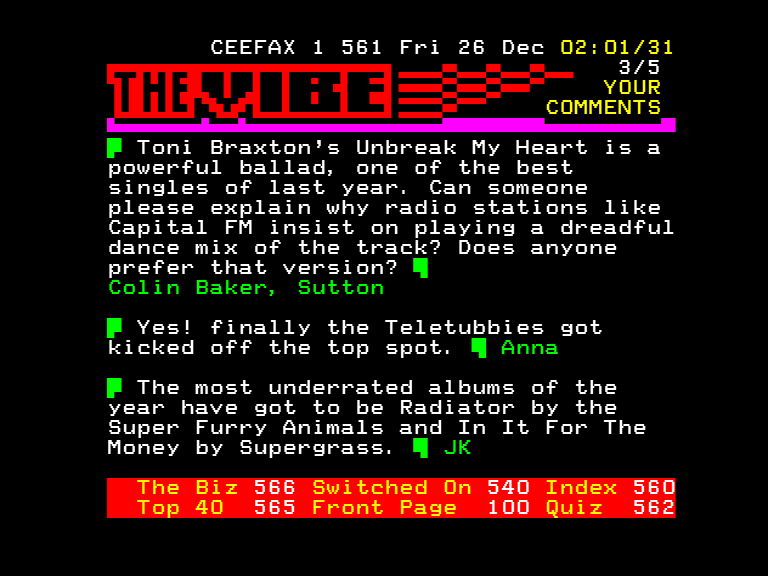 CEEFAX 1 561 Fri 26 Dec 02:01/31
3/5
THE VIBE
YOUR
COMMENTS
Toni Braxton's Unbreak My Heart is a
powerful ballad, one of the best
singles of last year. Can someone
please explain why radio stations like
Capital FM insist on playing a dreadful
dance mix of the track? Does anyone
prefer that version?
Colin Baker, Sutton
Yes! finally the Teletubbies got
kicked off the top spot. Anna
The most underrated albums of the
year have got to be Radiator by the
Super Furry Animals and In It For The
Money by Supergrass. JK
The Biz 566 Switched On 540 Index 560
Top 40 565 Front Page 100 Quiz 562